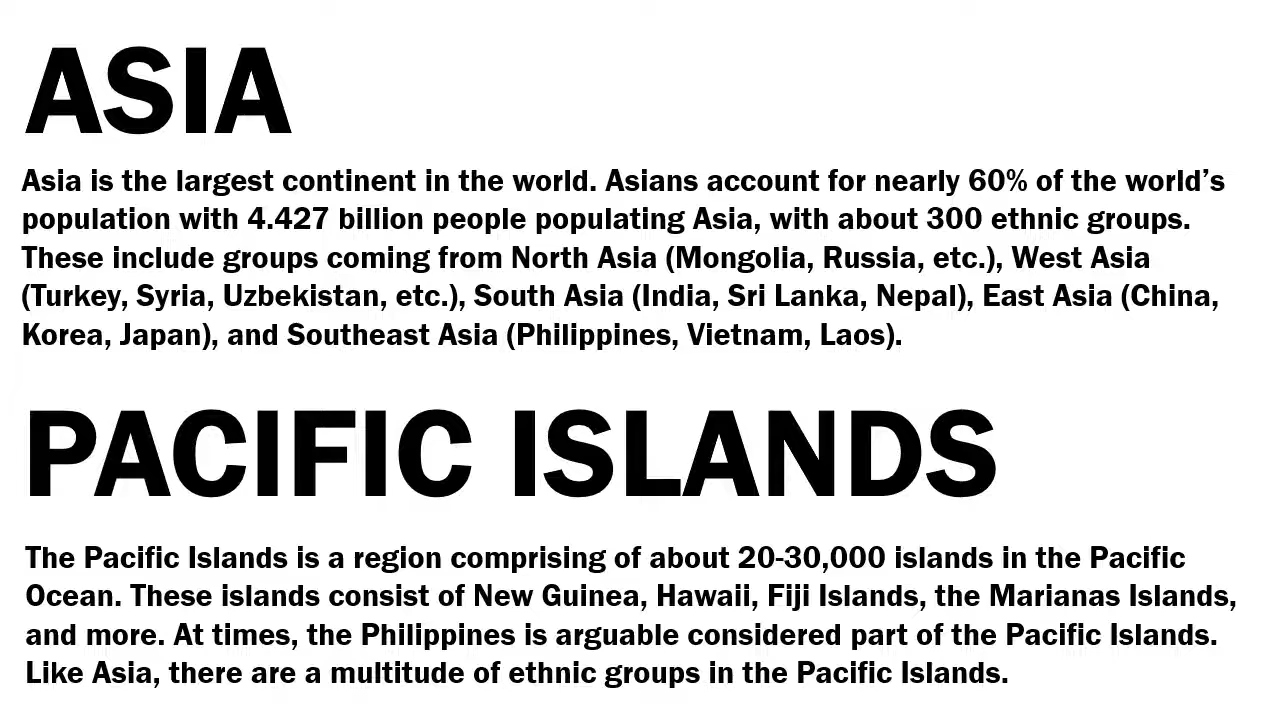 ASIA
Asia is the largest continent in the world. Asians account for nearly 60% of the world’s
population with 4.427 billion people populating Asia, with about 300 ethnic groups.
These include groups coming from North Asia (Mongolia, Russia, etc.), West Asia
(Turkey, Syria, Uzbekistan, etc.), South Asia (India, Sri Lanka, Nepal), East Asia (China,
Korea, Japan), and Southeast Asia (Philippines, Vietnam, Laos).
PACIFIC ISLANDS
The Pacific Islands is a region comprising of about 20-30,000 islands in the Pacific
Ocean. These islands consist of New Guinea, Hawaii, Fiji Islands, the Marianas Islands,
and more. At times, the Philippines is arguable considered part of the Pacific Islands.
Like Asia, there are a multitude of ethnic groups in the Pacific Islands.